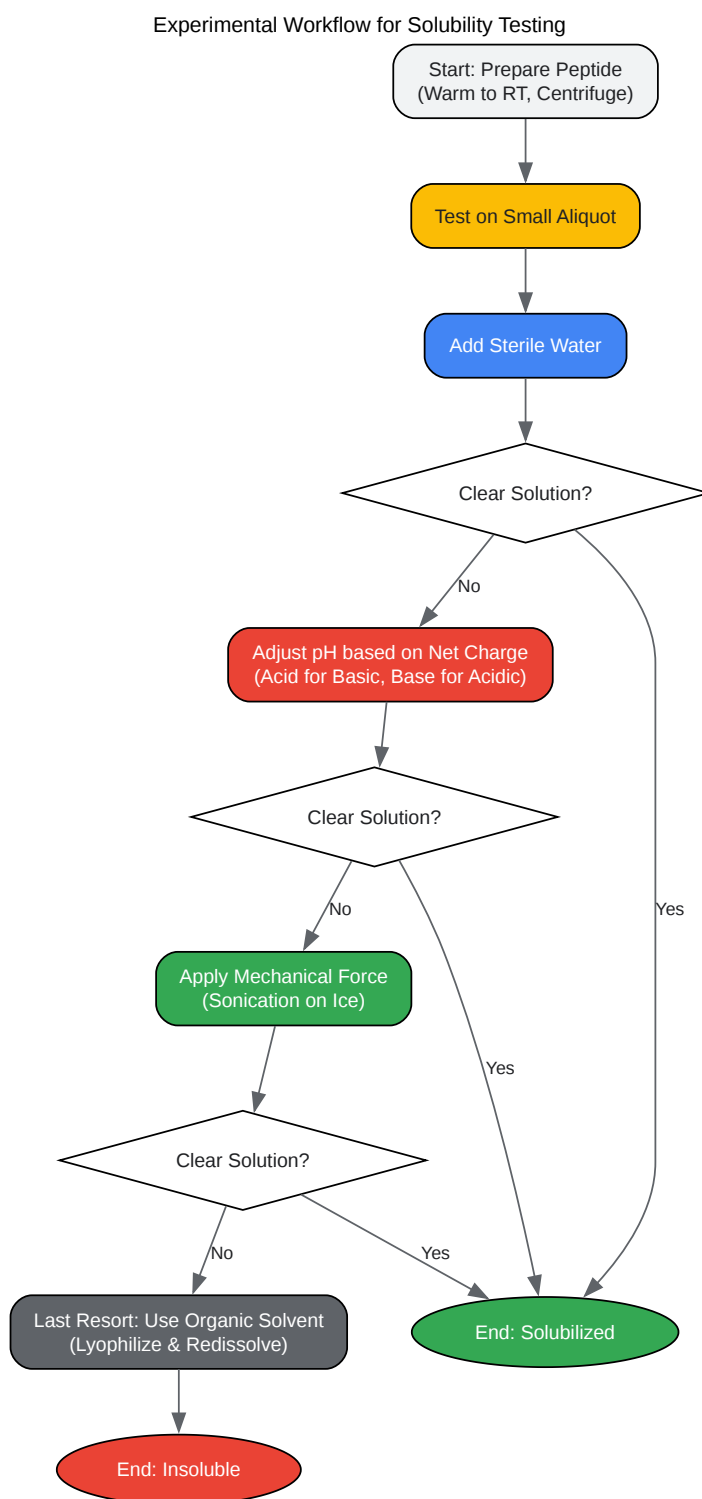 Experimental Workflow for Solubility Testing
Start: Prepare Peptide
(Warm to RT, Centrifuge)
Test on Small Aliquot
Add Sterile Water
Clear Solution?
No
Adjust pH based on Net Charge
(Acid for Basic, Base for Acidic)
Clear Solution?
No
Yes
Apply Mechanical Force
(Sonication on Ice)
Yes
Clear Solution?
No
Yes
Last Resort: Use Organic Solvent
(Lyophilize & Redissolve)
End: Solubilized
End: Insoluble